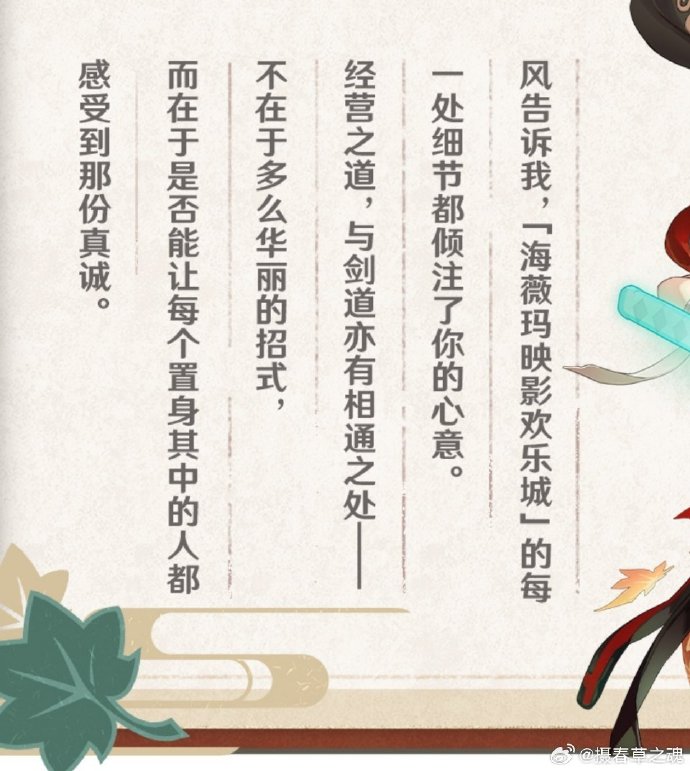 风告诉我，「海薇玛映影欢乐城」的每
一处细节都倾注了你的心意。
经营之道，与剑道亦有相通之处——
不在于多么华丽的招式，
而在于是否能让每个置身其中的人都
感受到那份真诚。
@摄春草之魂